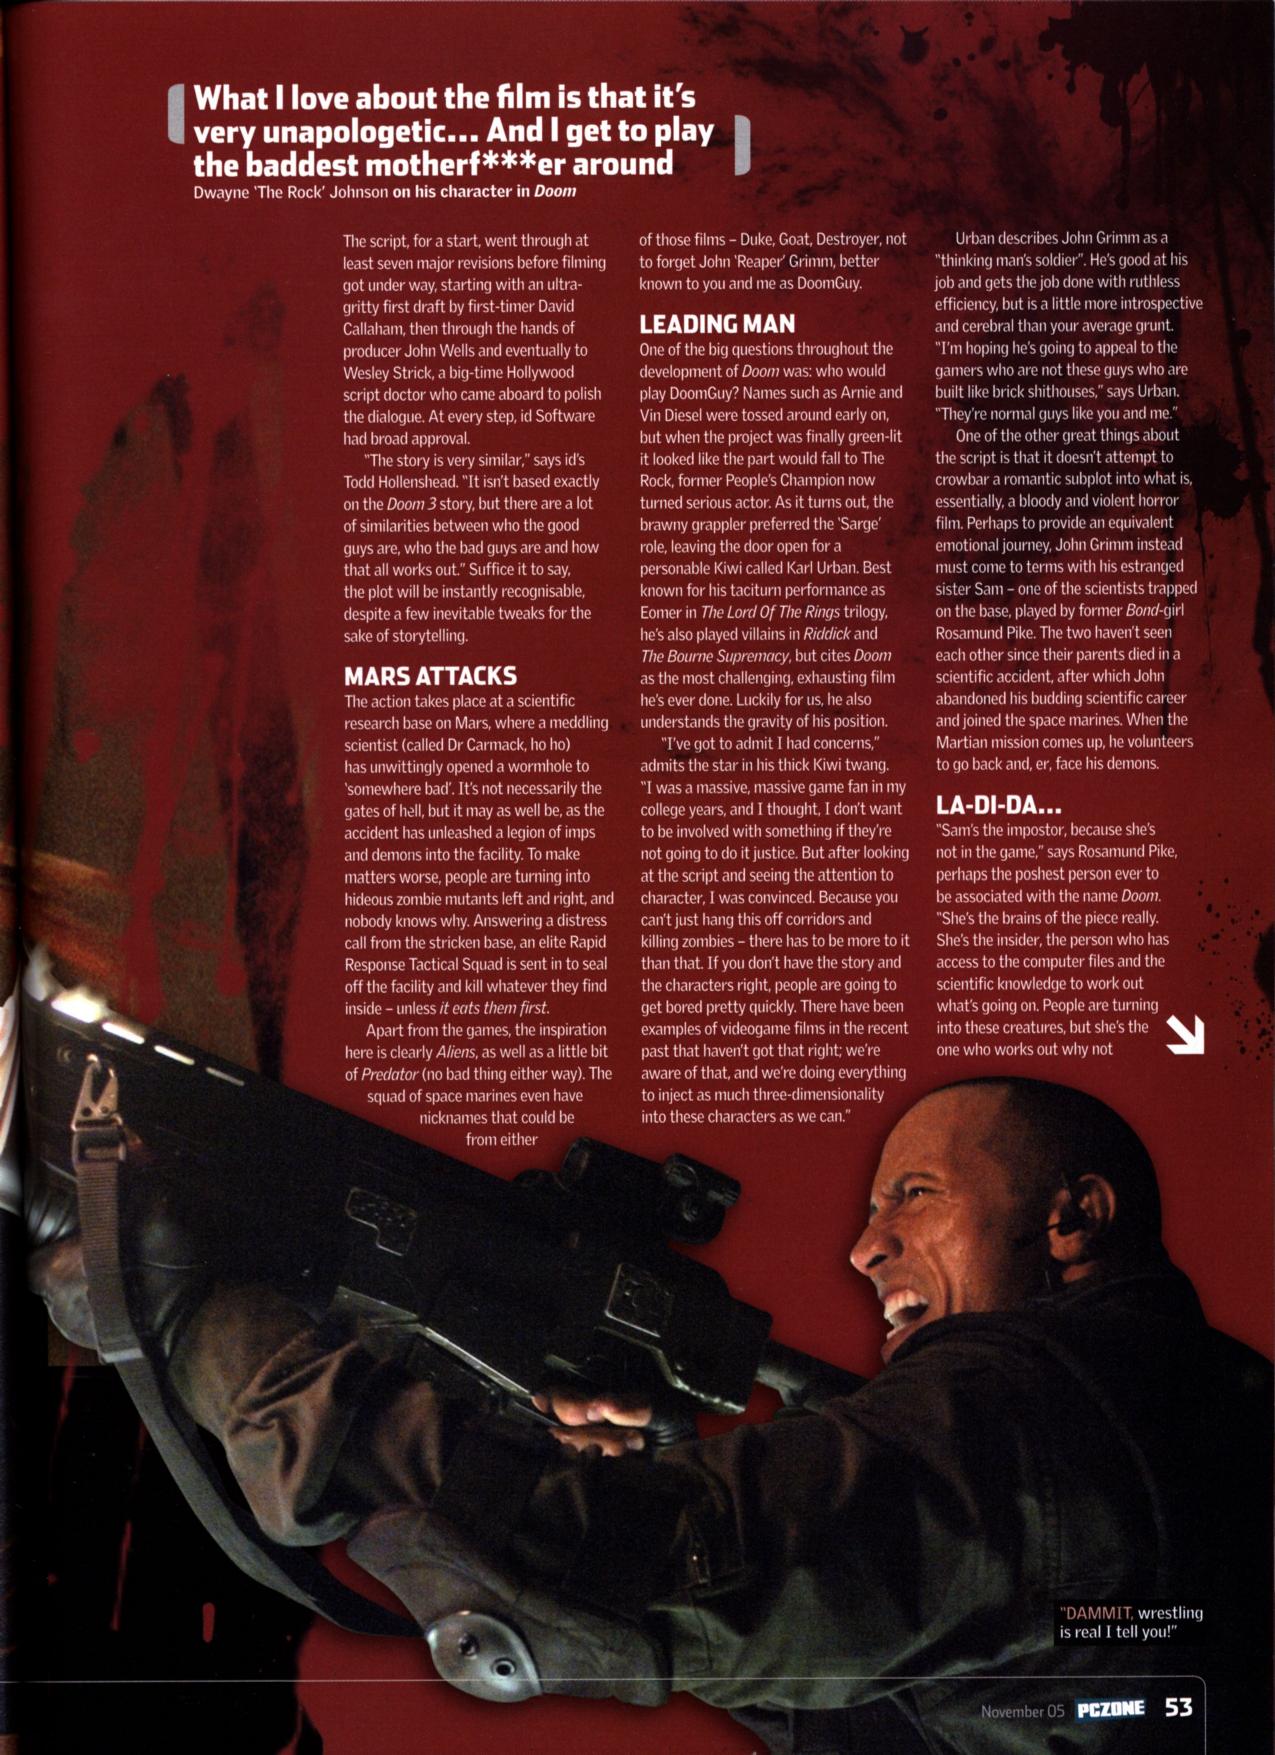 What I love about the film is that it's
very unapologetic... And I get to play
the baddest motherf***er around
Dwayne 'The Rock' Johnson on his character in Doom
The script, for a start, went through at
least seven major revisions before filming
got under way, starting with an ultra-
gritty first draft by first-timer David
Callaham, then through the hands of
producer John Wells and eventually to
Wesley Strick, a big-time Hollywood
script doctor who came aboard to polish
the dialogue. At every step, id Software
had broad approval.
"The story is very similar," says id's
Todd Hollenshead. "It isn't based exactly
on the Doom 3 story, but there are a lot
of similarities between who the good
guys are, who the bad guys are and how
that all works out." Suffice it to say,
the plot will be instantly recognisable,
despite a few inevitable tweaks for the
sake of storytelling.
MARS ATTACKS
The action takes place at a scientific
research base on Mars, where a meddling
scientist (called Dr Carmack, ho ho)
has unwittingly opened a wormhole to
'somewhere bad'. It's not necessarily the
gates of hell, but it may as well be, as the
accident has unleashed a legion of imps
and demons into the facility. To make
matters worse, people are turning into
hideous zombie mutants left and right, and
nobody knows why. Answering a distress
call from the stricken base, an elite Rapid
Response Tactical Squad is sent in to seal
off the facility and kill whatever they find
inside – unless it eats them first.
Apart from the games, the inspiration
here is clearly Aliens, as well as a little bit
of Predator (no bad thing either way). The
squad of space marines even have
nicknames that could be
from either
of those films – Duke, Goat, Destroyer, not
to forget John 'Reaper' Grimm, better
known to you and me as DoomGuy.
LEADING MAN
One of the big questions throughout the
development of Doom was: who would
play DoomGuy? Names such as Arnie and
Vin Diesel were tossed around early on,
but when the project was finally green-lit
it looked like the part would fall to The
Rock, former People's Champion now
turned serious actor. As it turns out, the
brawny grappler preferred the 'Sarge'
role, leaving the door open for a
personable Kiwi called Karl Urban. Best
known for his taciturn performance as
Eomer in The Lord Of The Rings trilogy,
he's also played villains in Riddick and
The Bourne Supremacy, but cites Doom
as the most challenging, exhausting film
he's ever done. Luckily for us, he also
understands the gravity of his position.
"I've got to admit I had concerns,"
admits the star in his thick Kiwi twang.
"I was a massive, massive game fan in my
college years, and I thought, I don't want
to be involved with something if they're
not going to do it justice. But after looking
at the script and seeing the attention to
character, I was convinced. Because you
can't just hang this off corridors and
killing zombies – there has to be more to it
than that. If you don't have the story and
the characters right, people are going to
get bored pretty quickly. There have been
examples of videogame films in the recent
past that haven't got that right; we're
aware of that, and we're doing everything
to inject as much three-dimensionality
into these characters as we can."
Urban describes John Grimm as a
"thinking man's soldier". He's good at his
job and gets the job done with ruthless
efficiency, but is a little more introspective
and cerebral than your average grunt.
"I'm hoping he's going to appeal to the
gamers who are not these guys who are
built like brick shithouses," says Urban.
"They're normal guys like you and me."
One of the other great things about
the script is that it doesn't attempt to
crowbar a romantic subplot into what is,
essentially, a bloody and violent horror
film. Perhaps to provide an equivalent
emotional journey, John Grimm instead
must come to terms with his estranged
sister Sam – one of the scientists trapped
on the base, played by former Bond-girl
Rosamund Pike. The two haven't seen
each other since their parents died in a
scientific accident, after which John
abandoned his budding scientific career
and joined the space marines. When the
Martian mission comes up, he volunteers
to go back and, er, face his demons.
LA-DI-DA...
"Sam's the impostor, because she's
not in the game," says Rosamund Pike,
perhaps the poshest person ever to
be associated with the name Doom.
"She's the brains of the piece really.
She's the insider, the person who has
access to the computer files and the
scientific knowledge to work out
what's going on. People are turning
into these creatures, but she's the
one who works out why not
"DAMMIT, wrestling
is real I tell you!"
November 05 PCZONE 53